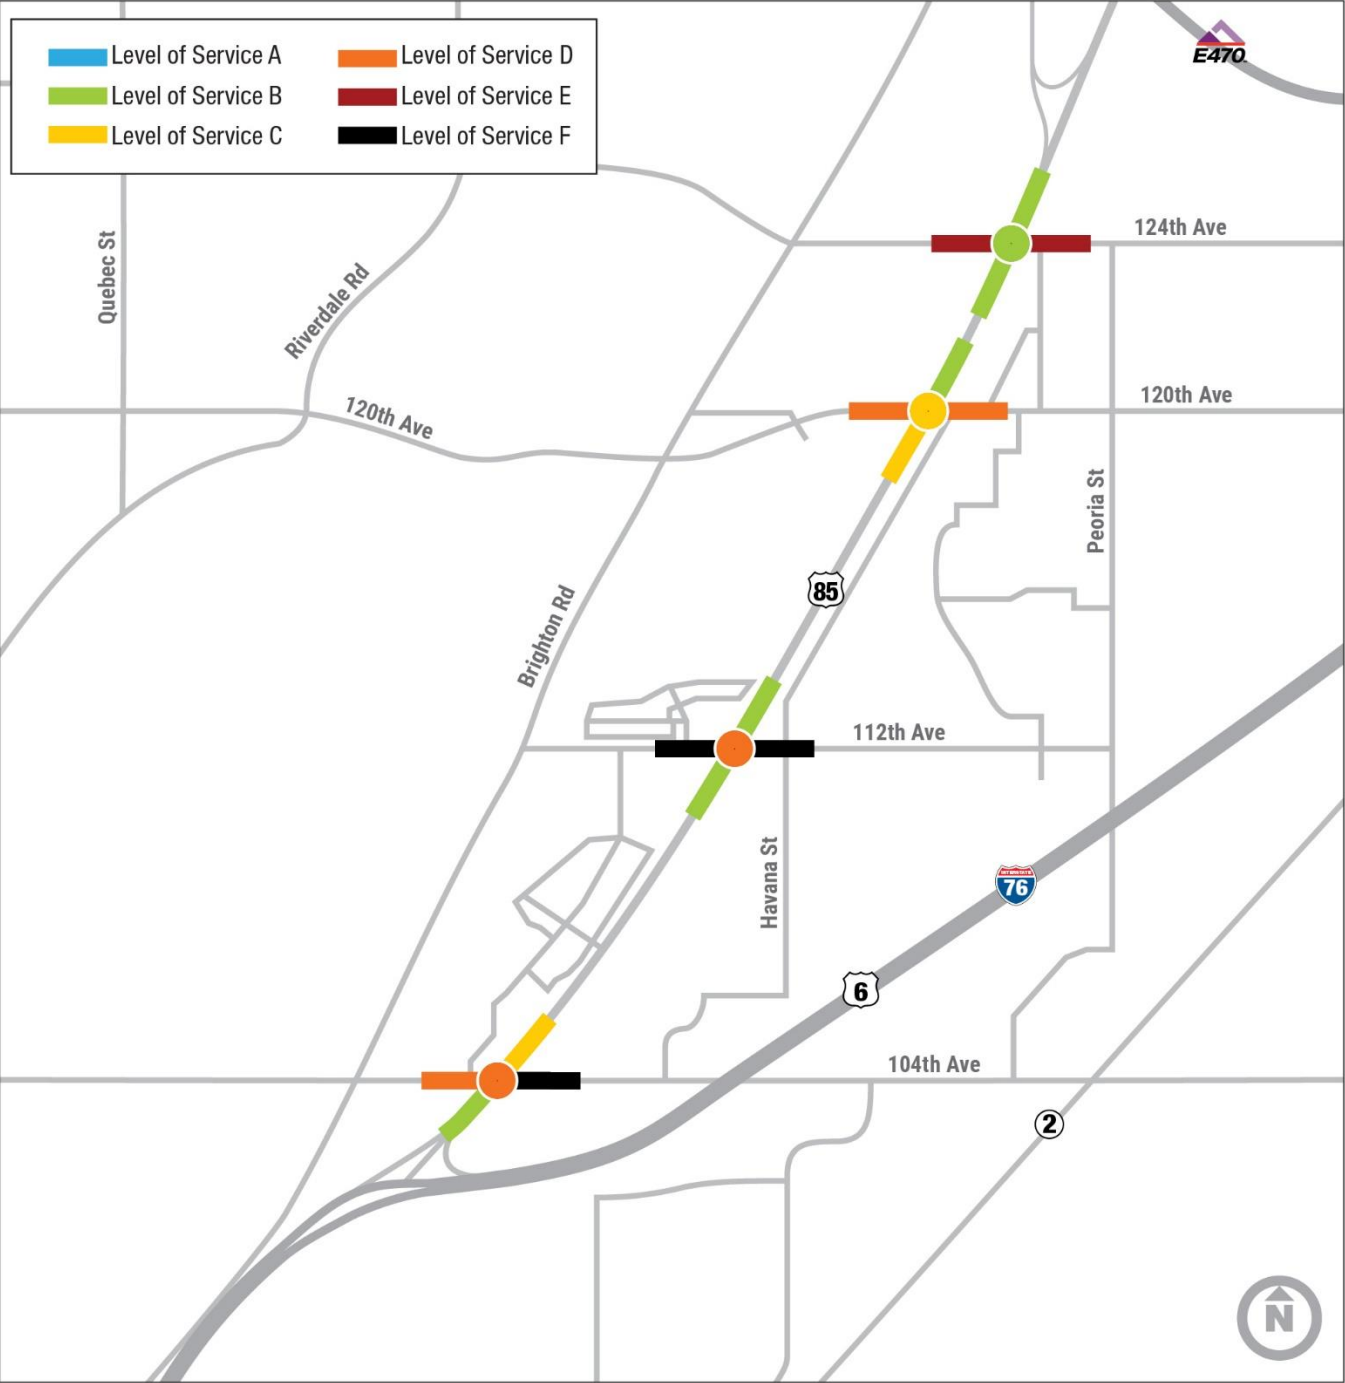 Level of Service A
Level of Service D
Level of Service B
Level of Service E
Level of Service C
Level of Service F
E470
124th Ave
Quebec St
Riverdale Rd
120th Ave
120th Ave
Peoria St
85
Brighton Rd
112th Ave
Havana St
INTERSTATE
76
6
104th Ave
2
N